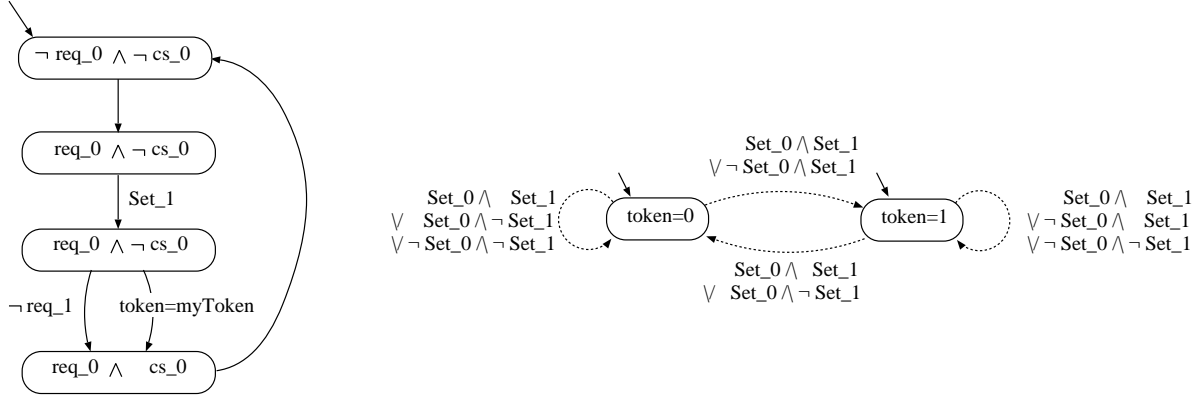 ¬ req_0 ∧ ¬ cs_0
req_0 ∧ ¬ cs_0
Set_1
req_0 ∧ ¬ cs_0
¬ req_1
token=myToken
req_0 ∧ cs_0
Set_0 ∧ Set_1
∨ ¬ Set_0 ∧ Set_1
Set_0 ∧ Set_1
∨ Set_0 ∧ ¬ Set_1
∨ ¬ Set_0 ∧ ¬ Set_1
token=0
token=1
Set_0 ∧ Set_1
∨ ¬ Set_0 ∧ Set_1
∨ ¬ Set_0 ∧ ¬ Set_1
Set_0 ∧ Set_1
∨ Set_0 ∧ ¬ Set_1